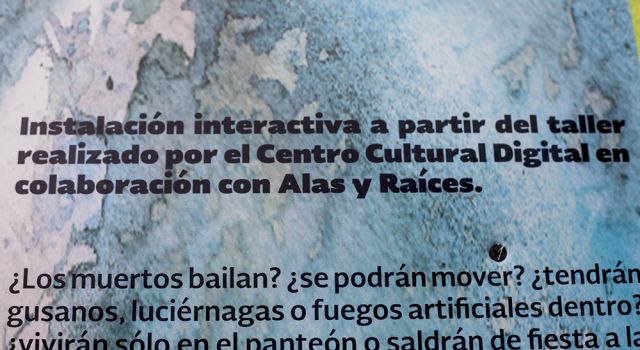 Instalación interactiva a partir del taller
realizado por el Centro Cultural Digital en
colaboración con Alas y Raíces.
¿Los muertos bailan? ¿se podrán mover? ¿tendrán
gusanos, luciérnagas o fuegos artificiales dentro?
¿vivirán sólo en el panteón o saldrán de fiesta a la